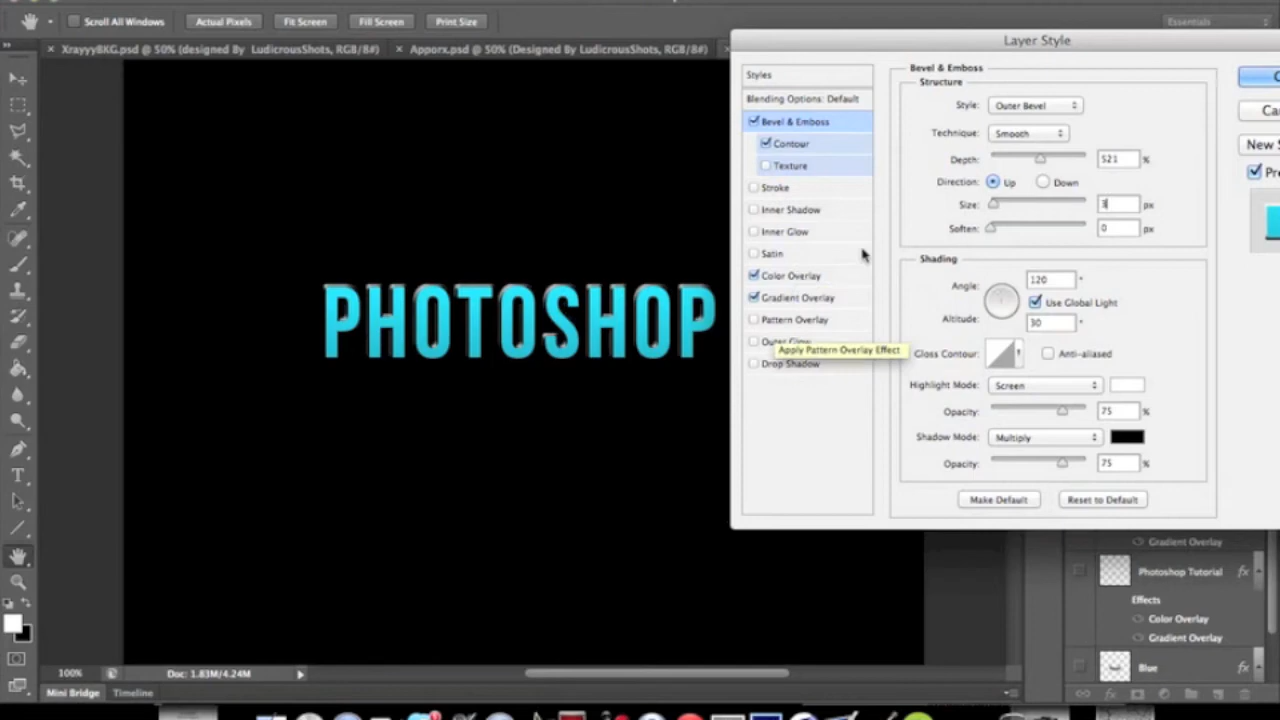 Scroll All Windows
Actual Pixels
Fit Screen
Fill Screen
Print Size
Essentials
XrayyyBKG.psd @ 50% (designed By LudicrousShots, RGB/8#)
Apporx.psd @ 50% (Designed By LudicrousShots, RGB/8#)
PHOTOSHOP
Layer Style
Styles
Blending Options: Default
Bevel & Emboss
Contour
Texture
Stroke
Inner Shadow
Inner Glow
Satin
Color Overlay
Gradient Overlay
Pattern Overlay
Outer Glow
Apply Pattern Overlay Effect
Drop Shadow
Bevel & Emboss
Structure
Style: Outer Bevel
Technique: Smooth
Depth: 521 %
Direction: Up Down
Size: 3 px
Soften: 0 px
Shading
Angle: 120 °
Use Global Light
Altitude: 30 °
Gloss Contour: Anti-aliased
Highlight Mode: Screen
Opacity: 75 %
Shadow Mode: Multiply
Opacity: 75 %
Make Default
Reset to Default
New S
Gradient Overlay
Photoshop Tutorial fx
Effects
Color Overlay
Gradient Overlay
Blue fx
100%
Doc: 1.83M/4.24M
Mini Bridge
Timeline